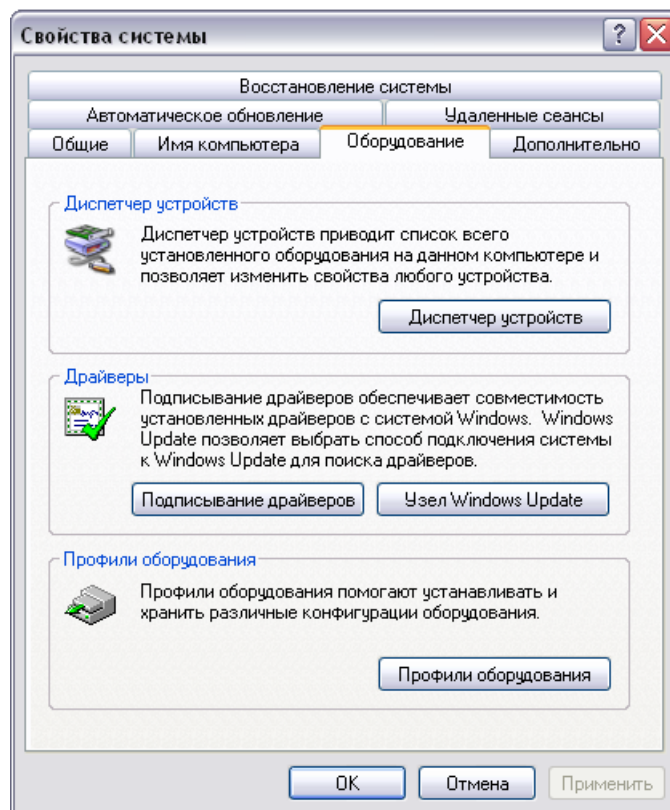 Свойства системы
Восстановление системы
Автоматическое обновление
Удаленные сеансы
Общие
Имя компьютера
Оборудование
Дополнительно
Диспетчер устройств
Диспетчер устройств приводит список всего
установленного оборудования на данном компьютере и
позволяет изменить свойства любого устройства.
Диспетчер устройств
Драйверы
Подписывание драйверов обеспечивает совместимость
установленных драйверов с системой Windows. Windows
Update позволяет выбрать способ подключения системы
к Windows Update для поиска драйверов.
Подписывание драйверов
Узел Windows Update
Профили оборудования
Профили оборудования помогают устанавливать и
хранить различные конфигурации оборудования.
Профили оборудования
OK
Отмена
Применить